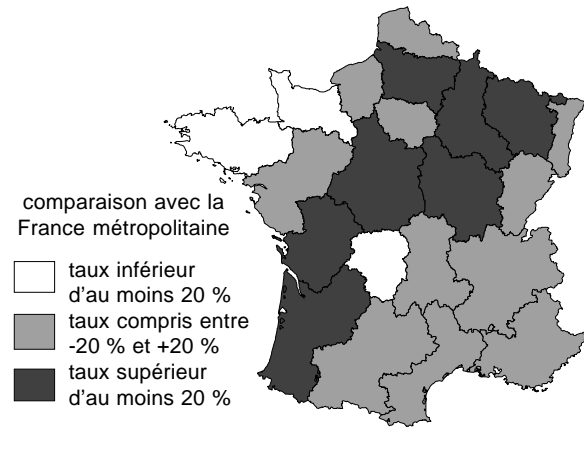 comparaison avec la
France métropolitaine
taux inférieur
d'au moins 20 %
taux compris entre
-20 % et +20 %
taux supérieur
d'au moins 20 %